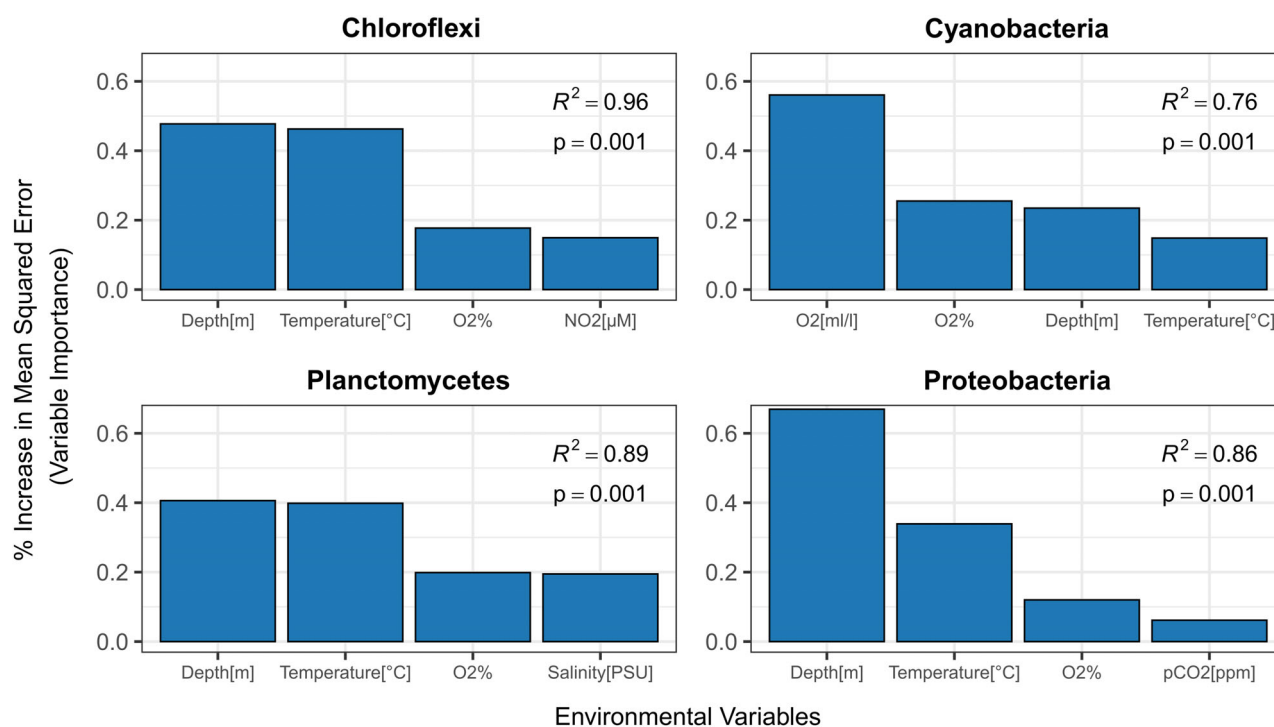 Chloroflexi
0.6
0.4
0.2
0.0
R² = 0.96
p = 0.001
Depth[m] Temperature[°C] O2% NO2[µM]
Cyanobacteria
0.6
0.4
0.2
0.0
R² = 0.76
p = 0.001
O2[ml/l] O2% Depth[m] Temperature[°C]
% Increase in Mean Squared Error
(Variable Importance)
Planctomycetes
0.6
0.4
0.2
0.0
R² = 0.89
p = 0.001
Depth[m] Temperature[°C] O2% Salinity[PSU]
Proteobacteria
0.6
0.4
0.2
0.0
R² = 0.86
p = 0.001
Depth[m] Temperature[°C] O2% pCO2[ppm]
Environmental Variables